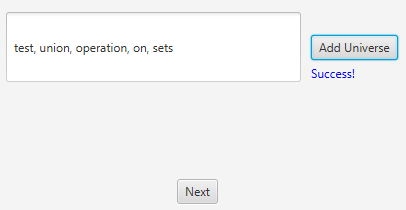 test, union, operation, on, sets
Add Universe
Success!
Next